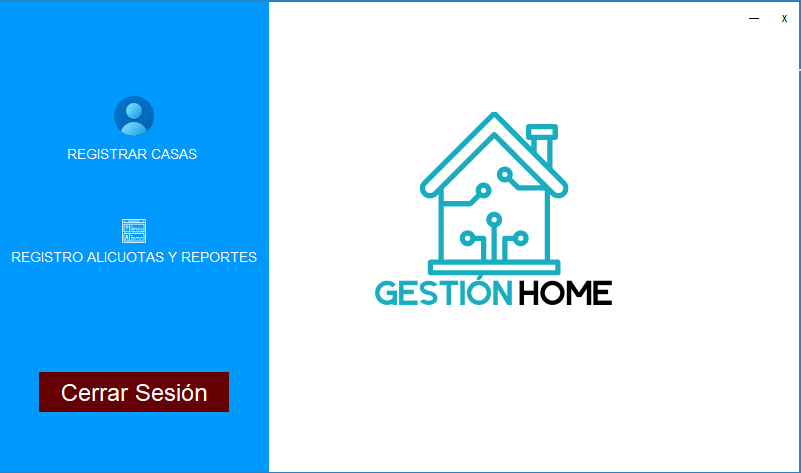 — x
REGISTRAR CASAS
REGISTRO ALICUOTAS Y REPORTES
Cerrar Sesión
GESTIÓN HOME